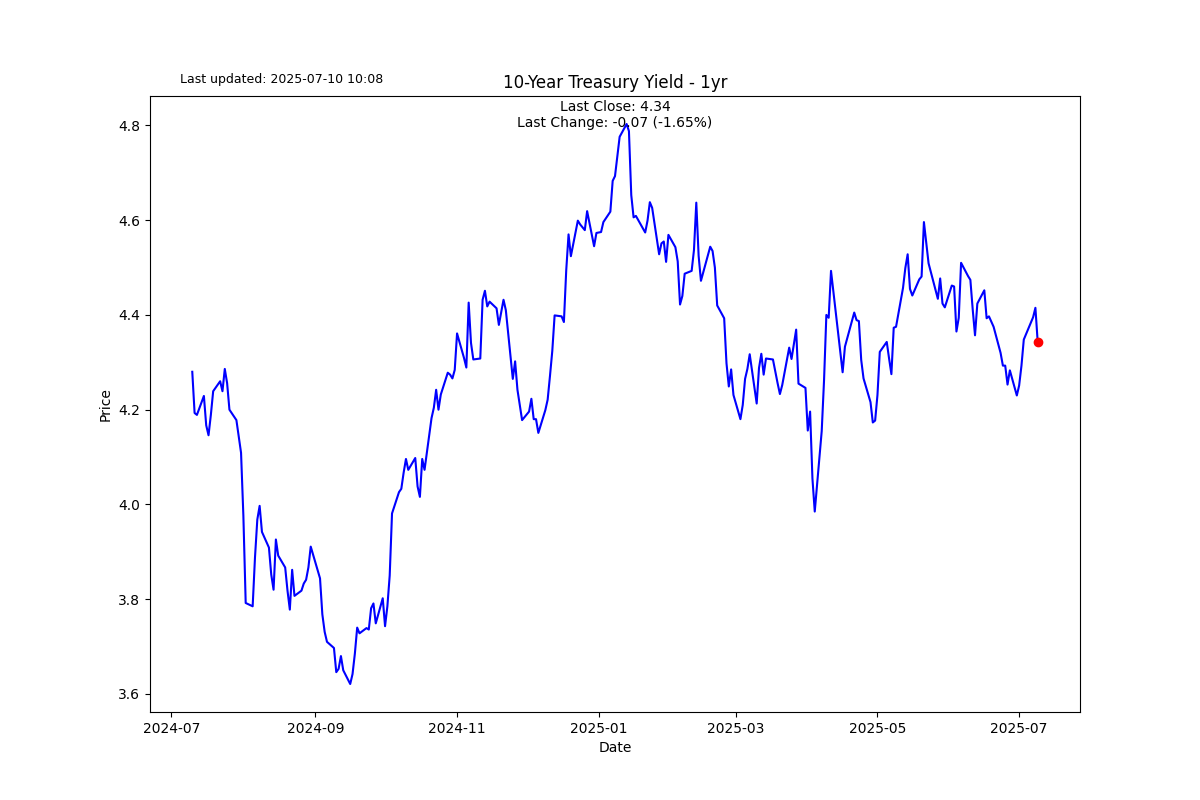 Last updated: 2025-07-10 10:08
10-Year Treasury Yield - 1yr
Last Close: 4.34
Last Change: -0.07 (-1.65%)
Price
4.8
4.6
4.4
4.2
4.0
3.8
3.6
2024-07
2024-09
2024-11
2025-01
2025-03
2025-05
2025-07
Date